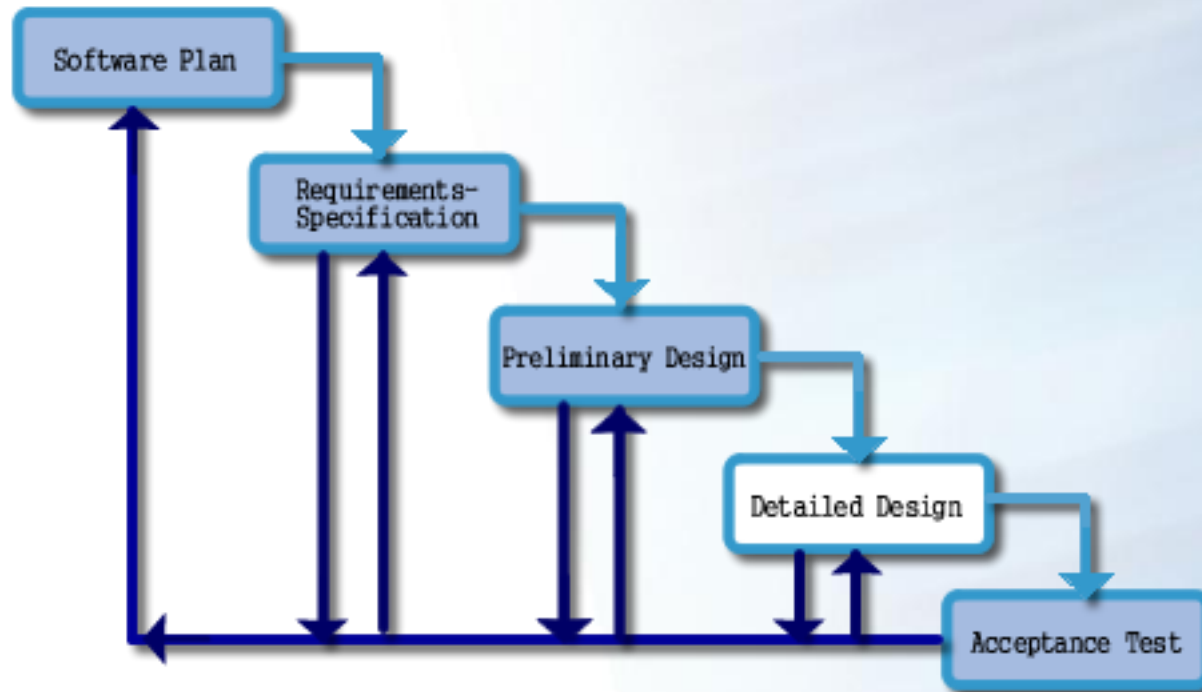 Software Plan
Requirements-
Specification
Preliminary Design
Detailed Design
Acceptance Test